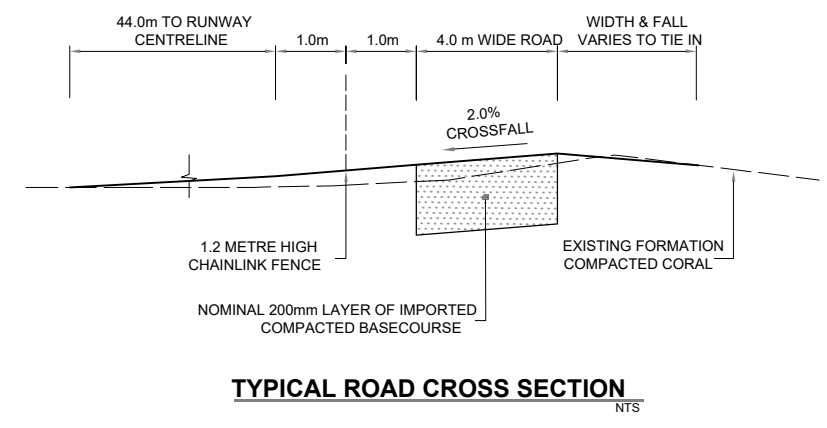 44.0m TO RUNWAY
CENTRELINE
1.0m
1.0m
4.0 m WIDE ROAD
WIDTH & FALL
VARIES TO TIE IN
2.0%
CROSSFALL
1.2 METRE HIGH
CHAINLINK FENCE
EXISTING FORMATION
COMPACTED CORAL
NOMINAL 200mm LAYER OF IMPORTED
COMPACTED BASECOURSE
TYPICAL ROAD CROSS SECTION
NTS